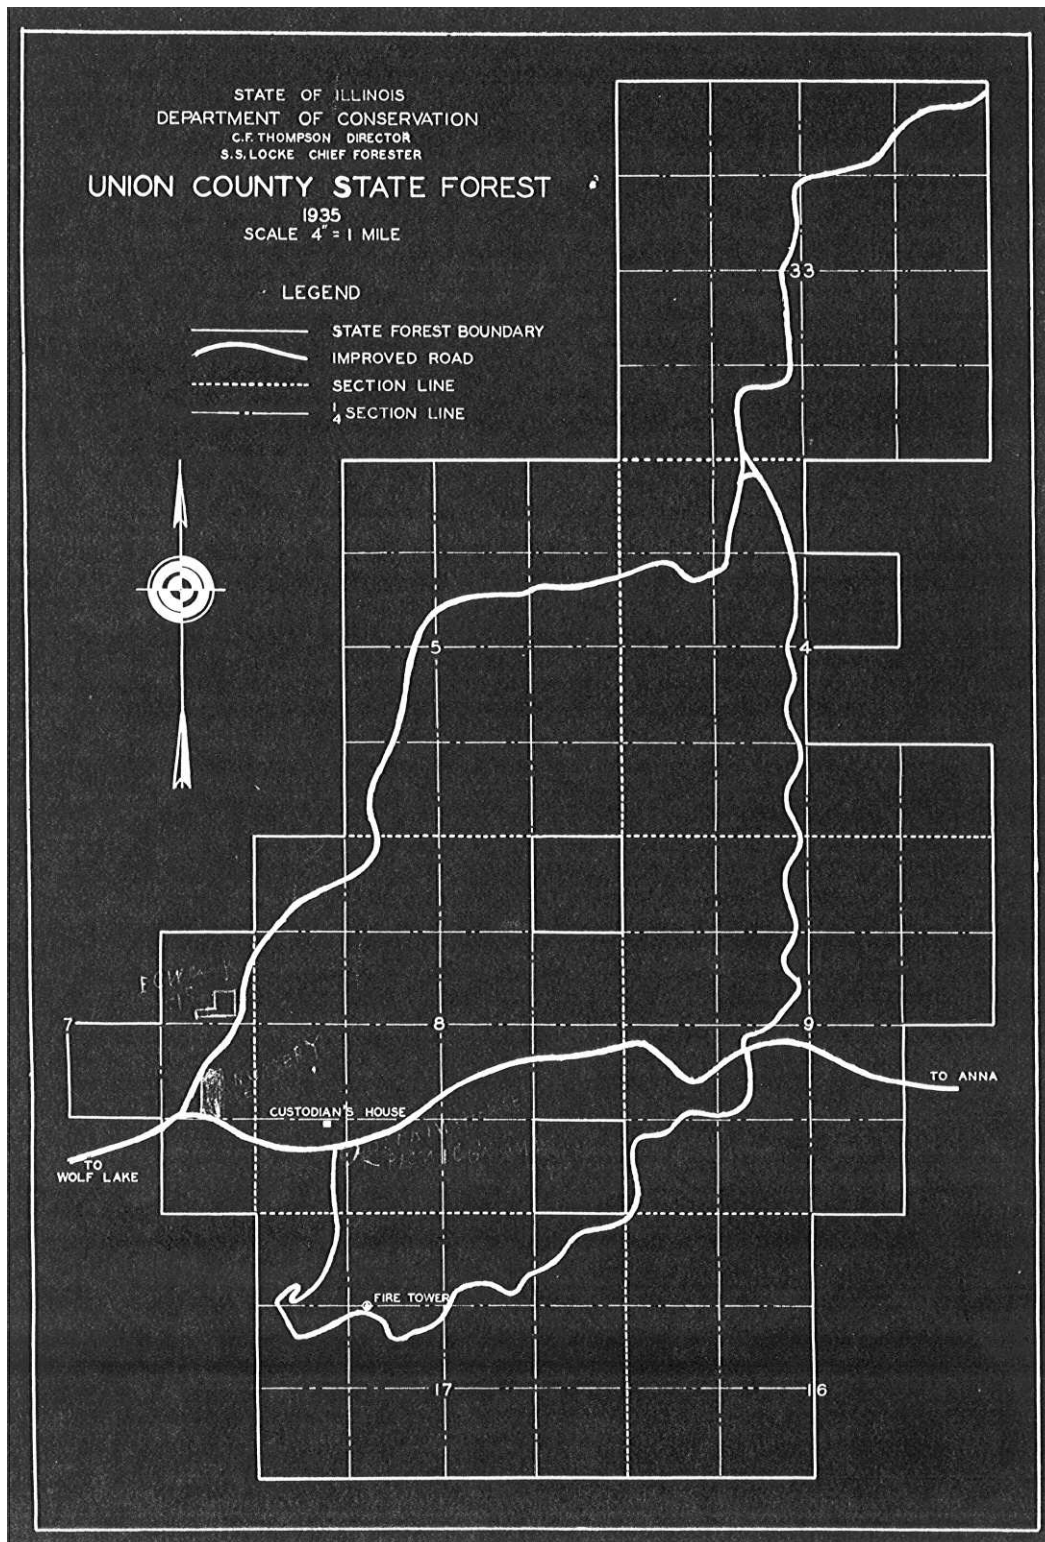 STATE OF ILLINOIS
DEPARTMENT OF CONSERVATION
C.F. THOMPSON DIRECTOR
S.S. LOCKE CHIEF FORESTER
UNION COUNTY STATE FOREST
1935
SCALE 4" = 1 MILE
LEGEND
STATE FOREST BOUNDARY
IMPROVED ROAD
SECTION LINE
1/4 SECTION LINE
33
5
4
7
8
9
TO ANNA
CUSTODIAN'S HOUSE
TO
WOLF LAKE
FIRE TOWER
17
16